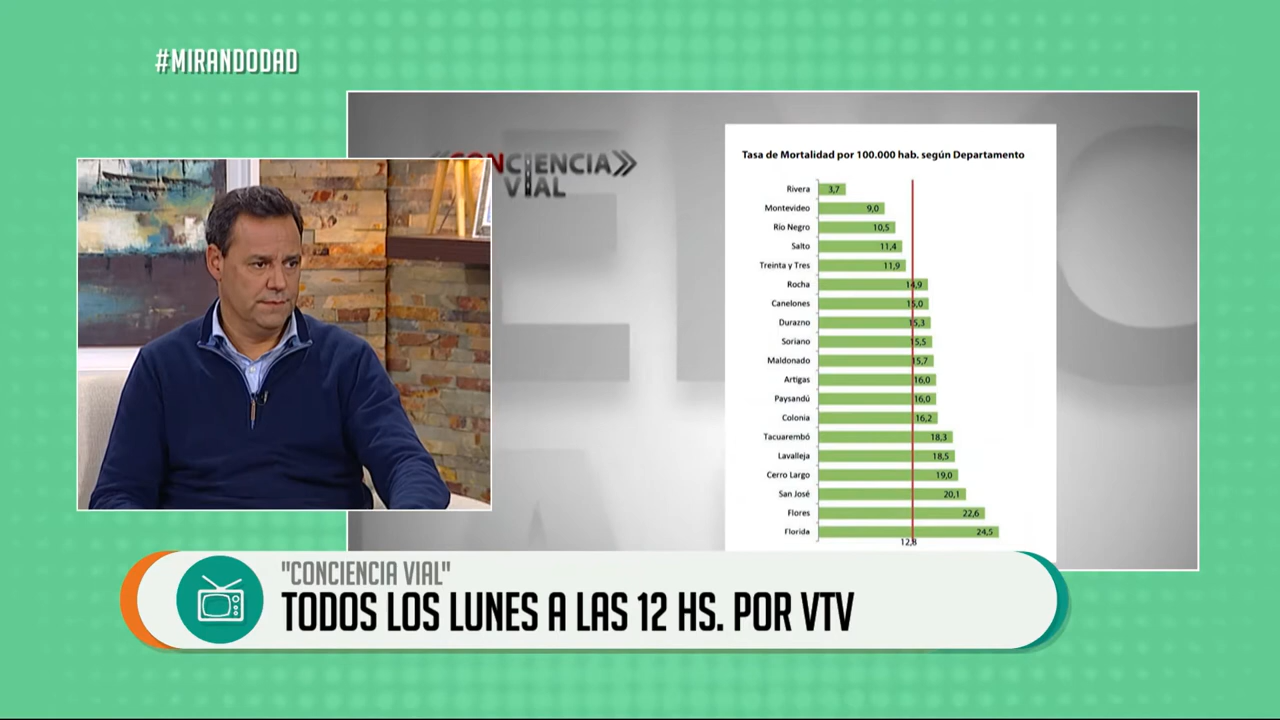 #MIRANDODAD
CONCIENCIA
VIAL
Tasa de Mortalidad por 100.000 hab. según Departamento
Rivera 3,7
Montevideo 9,0
Río Negro 10,5
Salto 11,4
Treinta y Tres 11,9
Rocha 14,9
Canelones 15,0
Durazno 15,3
Soriano 15,5
Maldonado 15,7
Artigas 16,0
Paysandú 16,0
Colonia 16,2
Tacuarembó 18,3
Lavalleja 18,5
Cerro Largo 19,0
San José 20,1
Flores 22,6
Florida 24,5
12,8
"CONCIENCIA VIAL"
TODOS LOS LUNES A LAS 12 HS. POR VTV